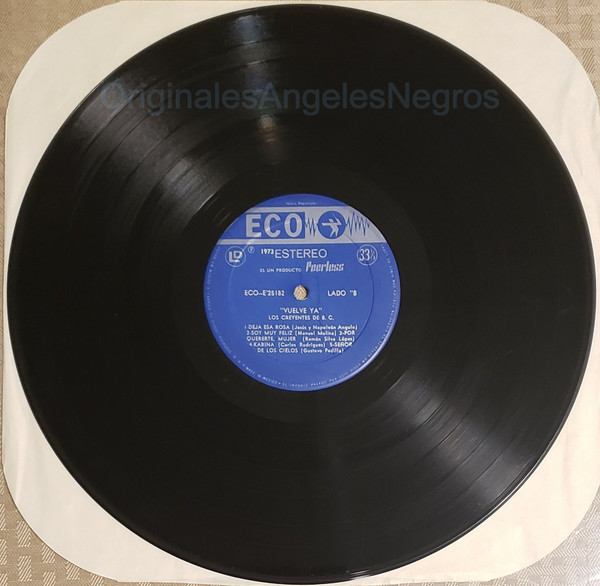 OriginalesAngelesNegros
ECO
LD
℗ 1973 ESTEREO
33⅓
ES UN PRODUCTO Peerless
ECO-E'25182 LADO "B
"VUELVE YA"
LOS CREYENTES DE B. C.
1-DEJA ESA ROSA (Jesús y Napoleón Angulo)
2-SOY MUY FELIZ (Manuel Molina) 3-POR
QUERERTE, MUJER (Ramón Silva López)
4-KARINA (Carlos Rodríguez) 5-SEÑOR
DE LOS CIELOS (Gustavo Padilla)